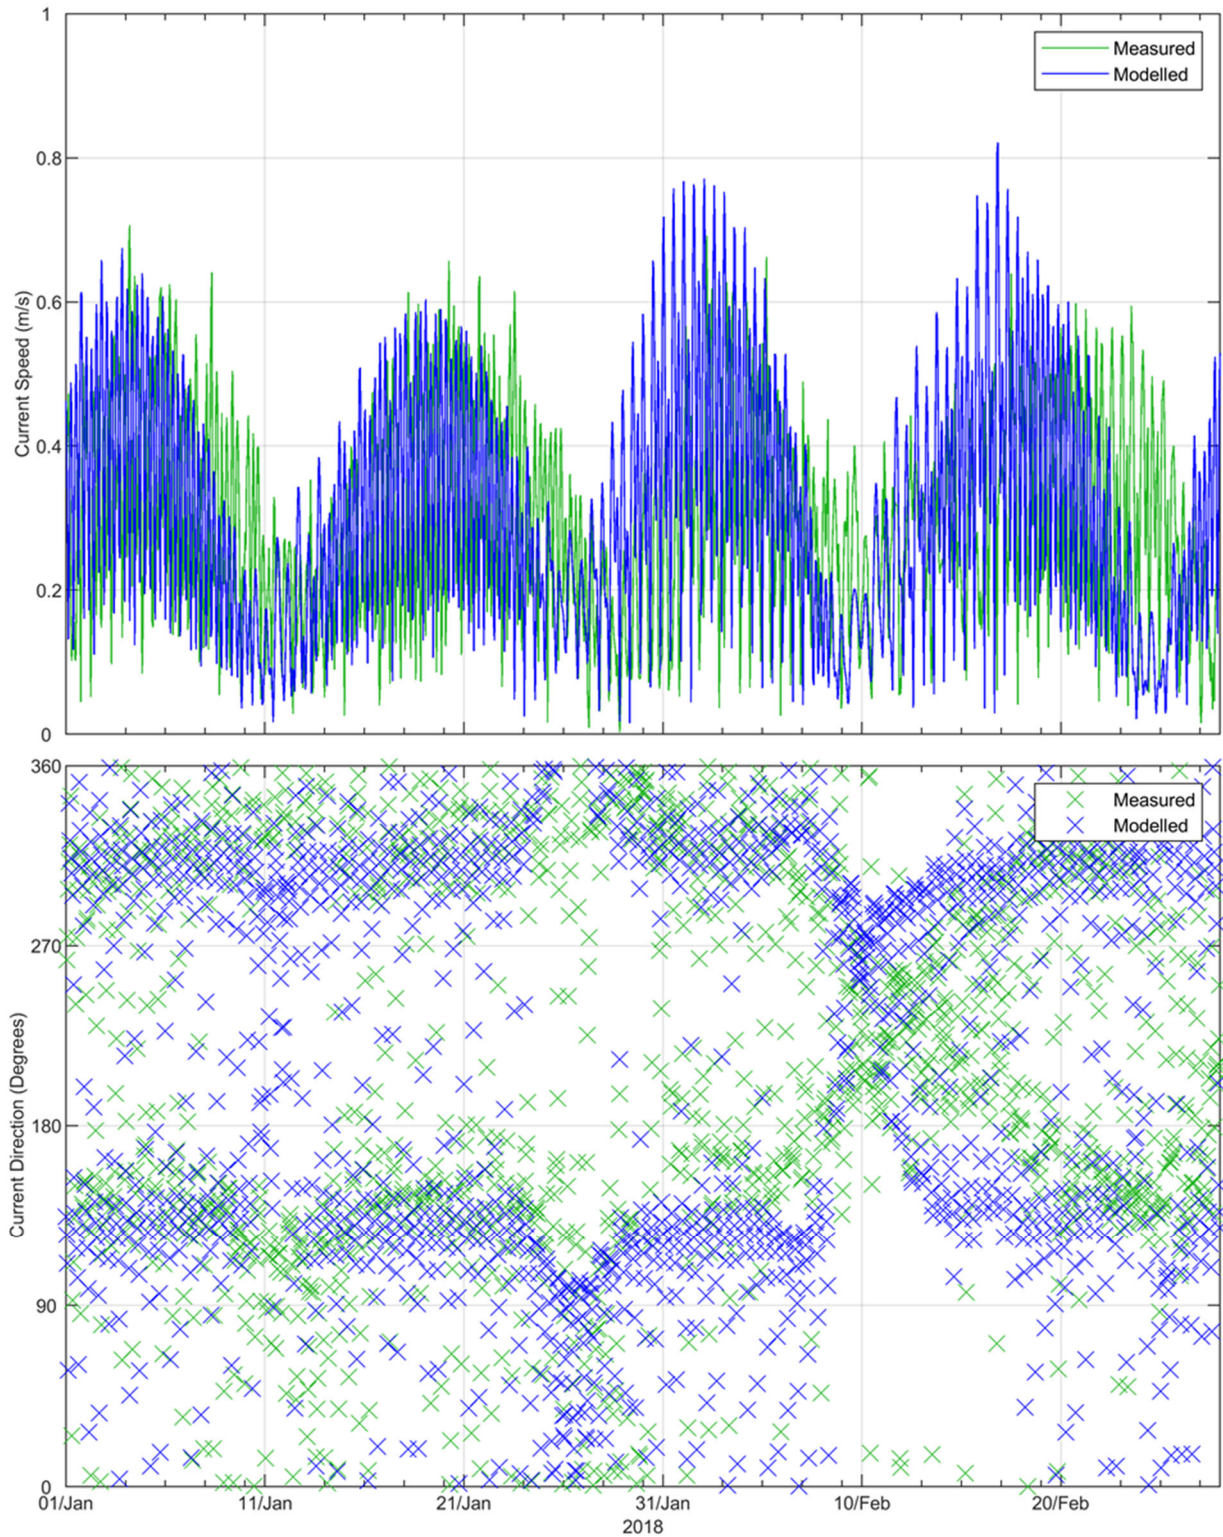 1
0.8
0.6
0.4
0.2
0
Current Speed (m/s)
Measured
Modelled
360
270
180
90
0
Current Direction (Degrees)
Measured
Modelled
01/Jan 11/Jan 21/Jan 31/Jan 10/Feb 20/Feb
2018